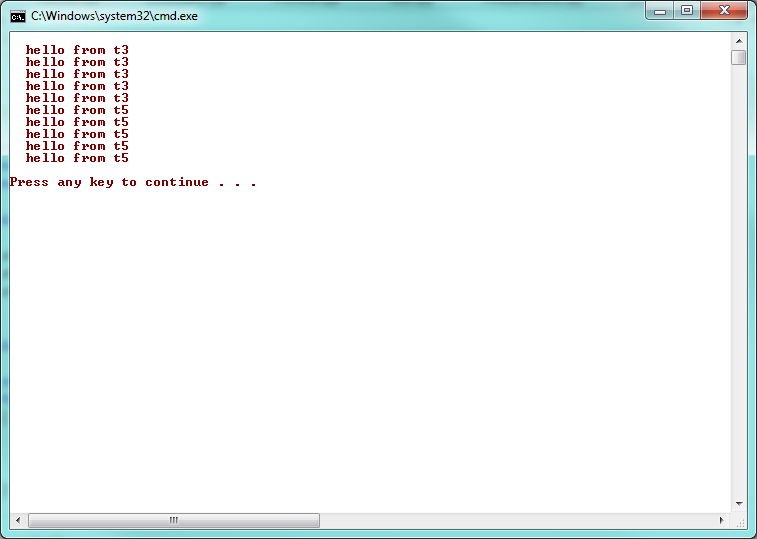 C:\Windows\system32\cmd.exe
hello from t3
hello from t3
hello from t3
hello from t3
hello from t3
hello from t5
hello from t5
hello from t5
hello from t5
hello from t5
Press any key to continue . . .